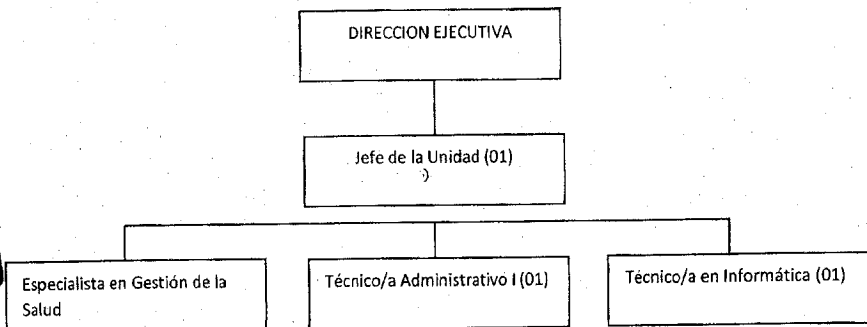 DIRECCION EJECUTIVA
Jefe de la Unidad (01)
Especialista en Gestión de la
Salud
Técnico/a Administrativo I (01)
Técnico/a en Informática (01)